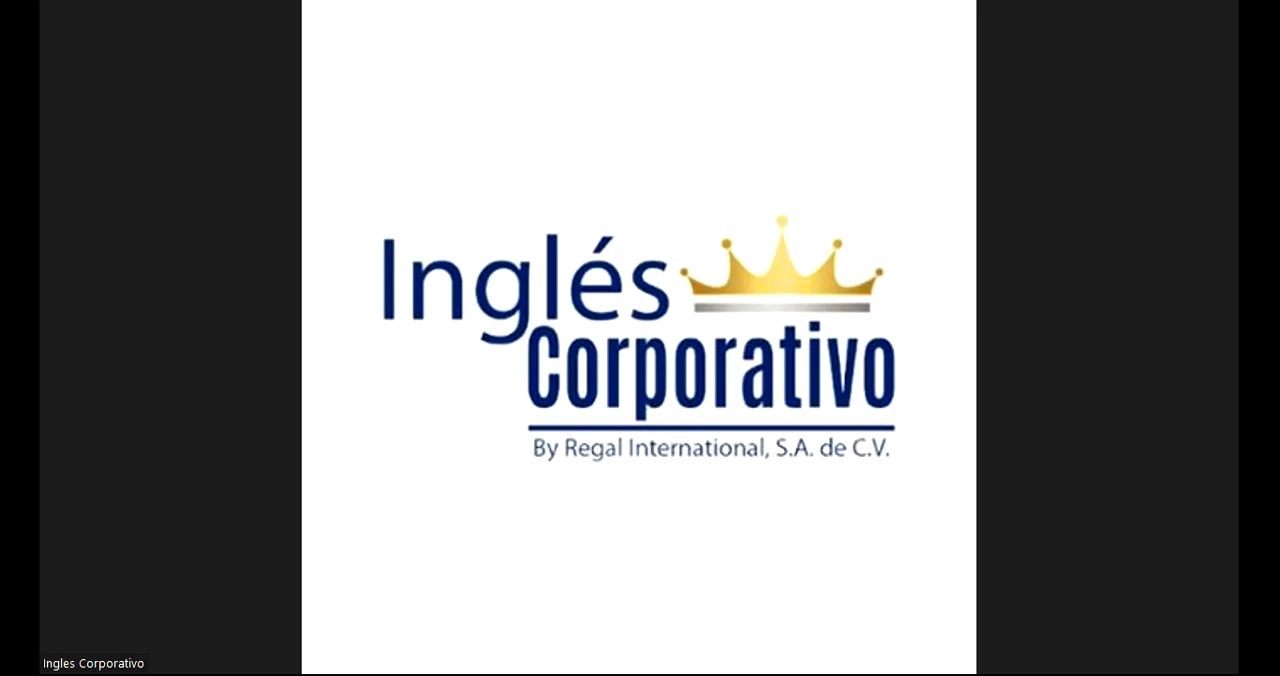 Inglés
Corporativo
By Regal International, S.A. de C.V.
Ingles Corporativo